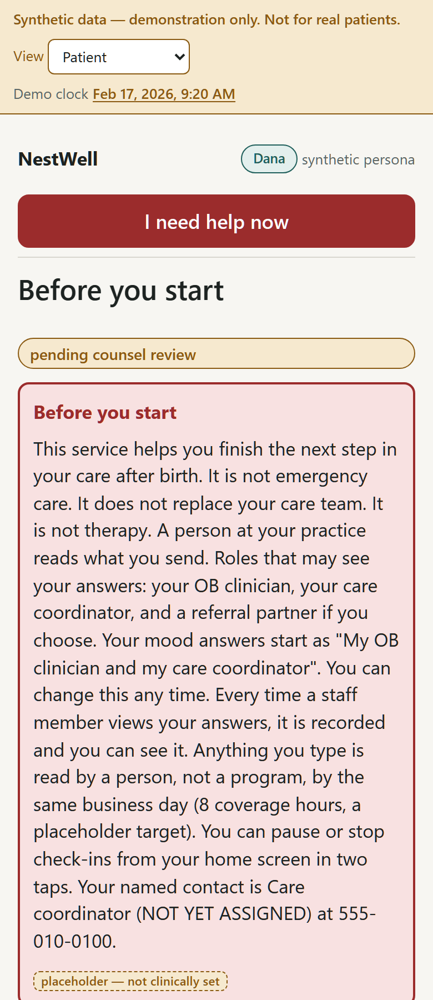 Synthetic data — demonstration only. Not for real patients.
View Patient
Demo clock Feb 17, 2026, 9:20 AM
NestWell Dana synthetic persona
I need help now
Before you start
pending counsel review
Before you start
This service helps you finish the next step in
your care after birth. It is not emergency
care. It does not replace your care team. It
is not therapy. A person at your practice
reads what you send. Roles that may see
your answers: your OB clinician, your care
coordinator, and a referral partner if you
choose. Your mood answers start as "My OB
clinician and my care coordinator". You can
change this any time. Every time a staff
member views your answers, it is recorded
and you can see it. Anything you type is
read by a person, not a program, by the
same business day (8 coverage hours, a
placeholder target). You can pause or stop
check-ins from your home screen in two
taps. Your named contact is Care
coordinator (NOT YET ASSIGNED) at 555-
010-0100.
placeholder — not clinically set